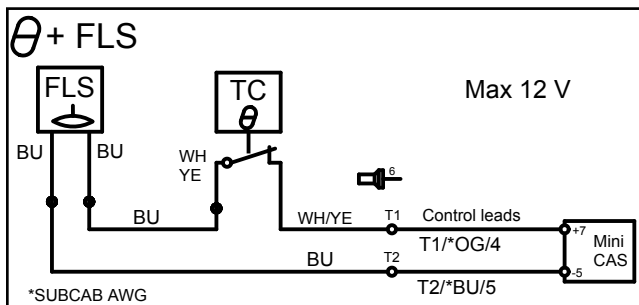 θ + FLS
FLS
TC
θ
Max 12 V
BU
BU
WH
YE
6
BU
WH/YE
T1
Control leads
+7
T1/*OG/4
Mini
CAS
BU
T2
-5
T2/*BU/5
*SUBCAB AWG